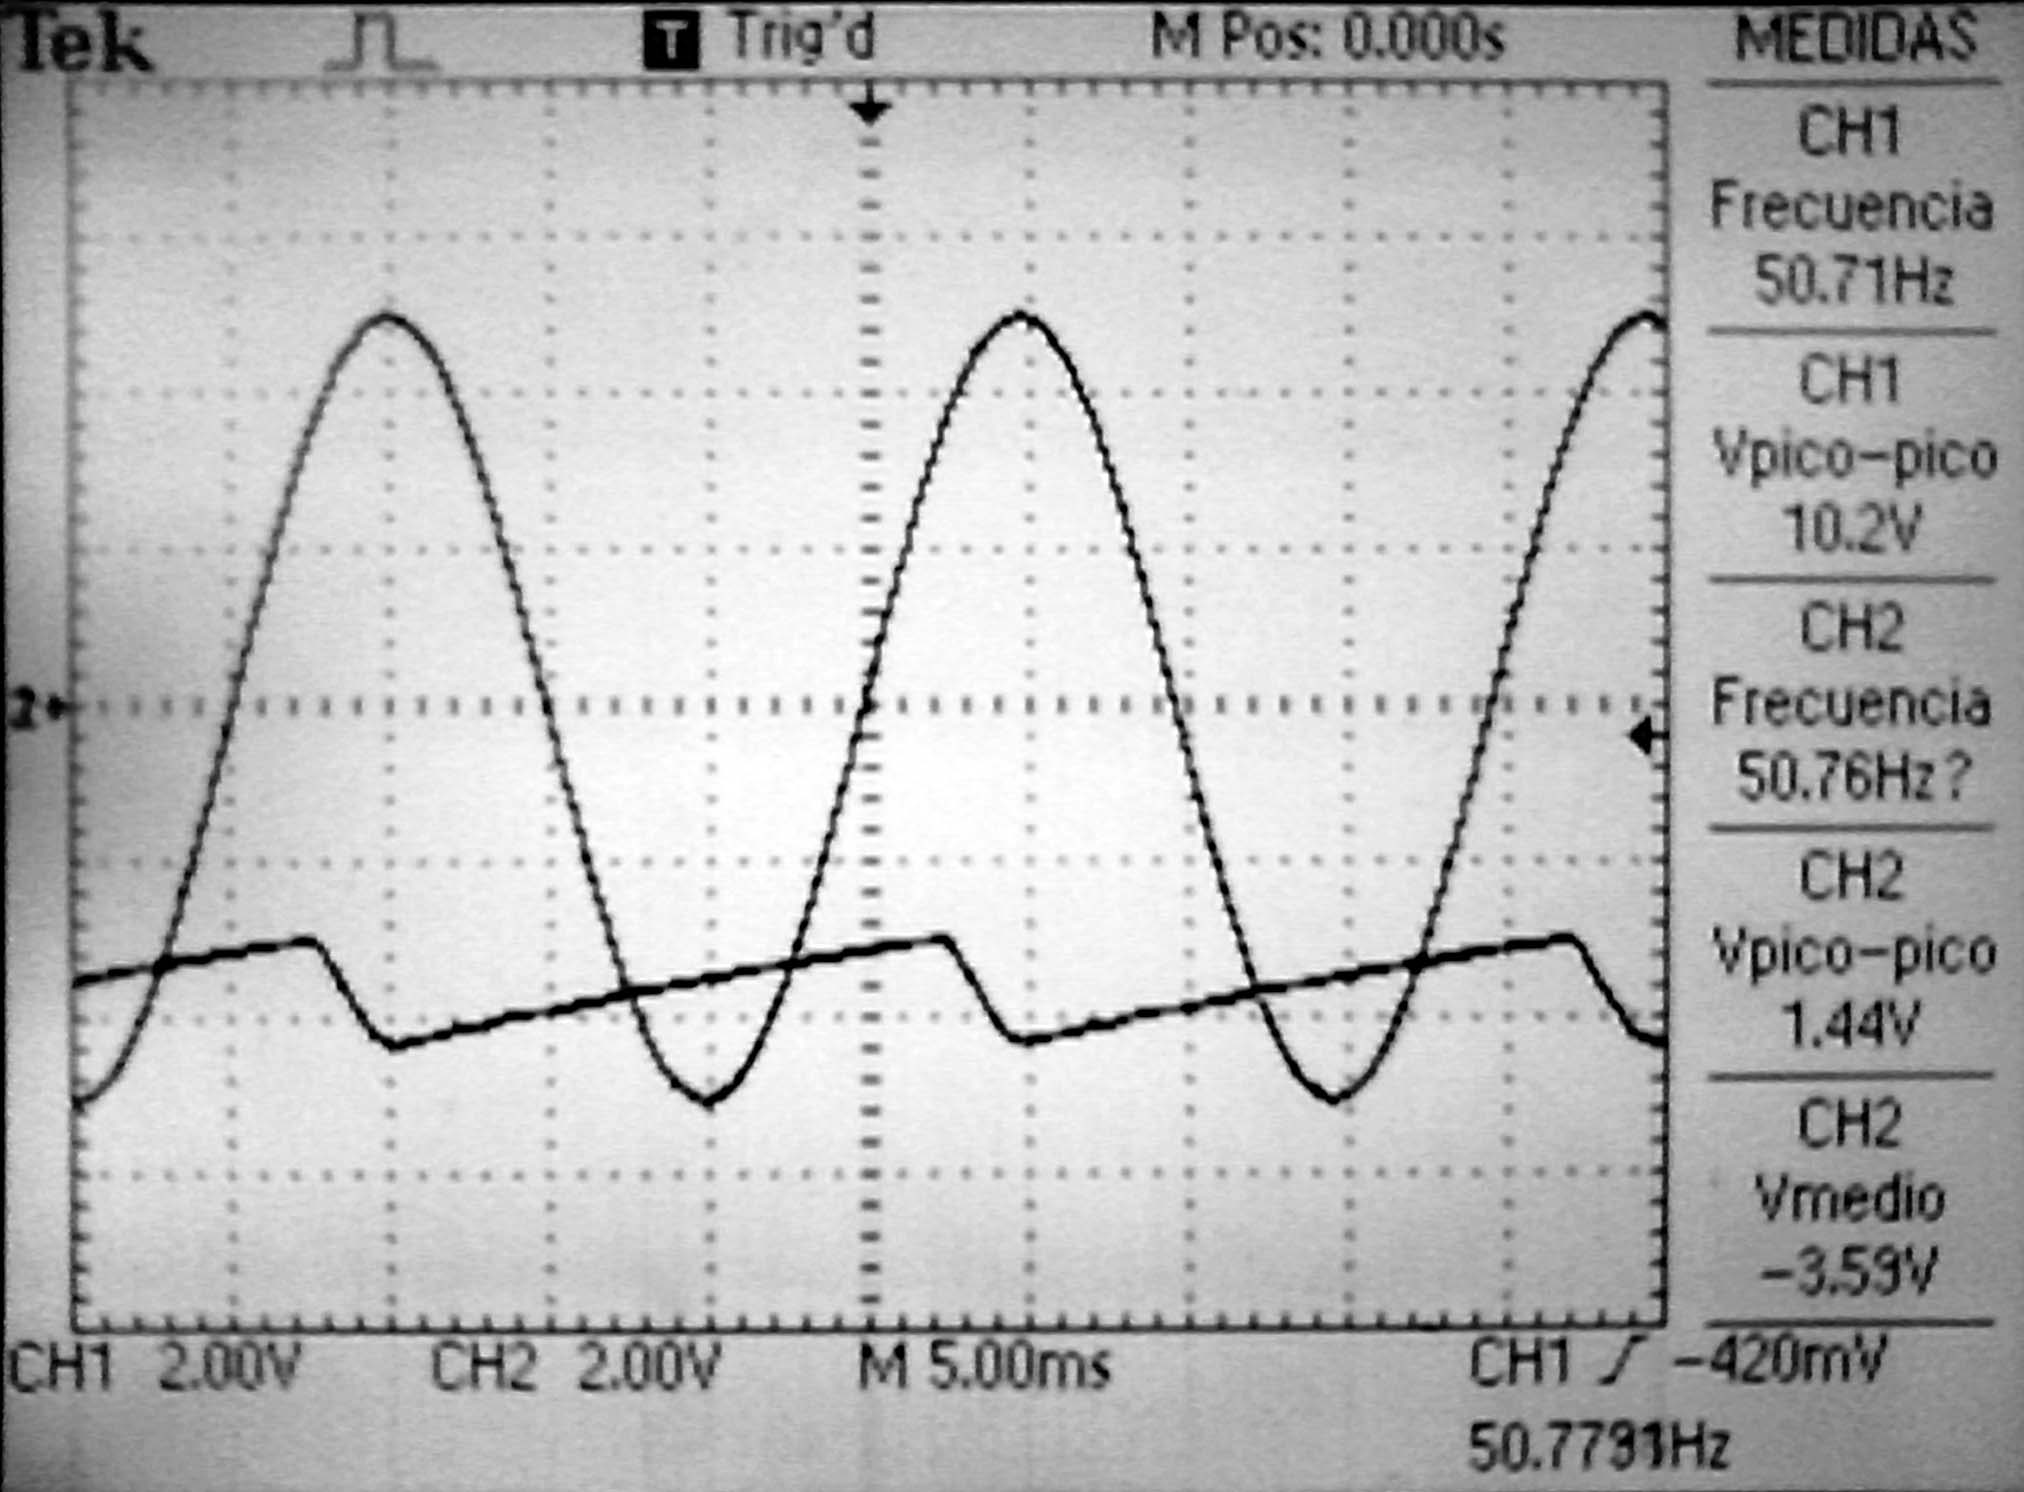 Tek T Trig'd M Pos: 0.000s MEDIDAS
CH1
Frecuencia
50.71Hz
CH1
Vpico-pico
10.2V
CH2
Frecuencia
50.76Hz?
CH2
Vpico-pico
1.44V
CH2
Vmedio
-3.59V
2
CH1 2.00V CH2 2.00V M 5.00ms CH1 -420mV